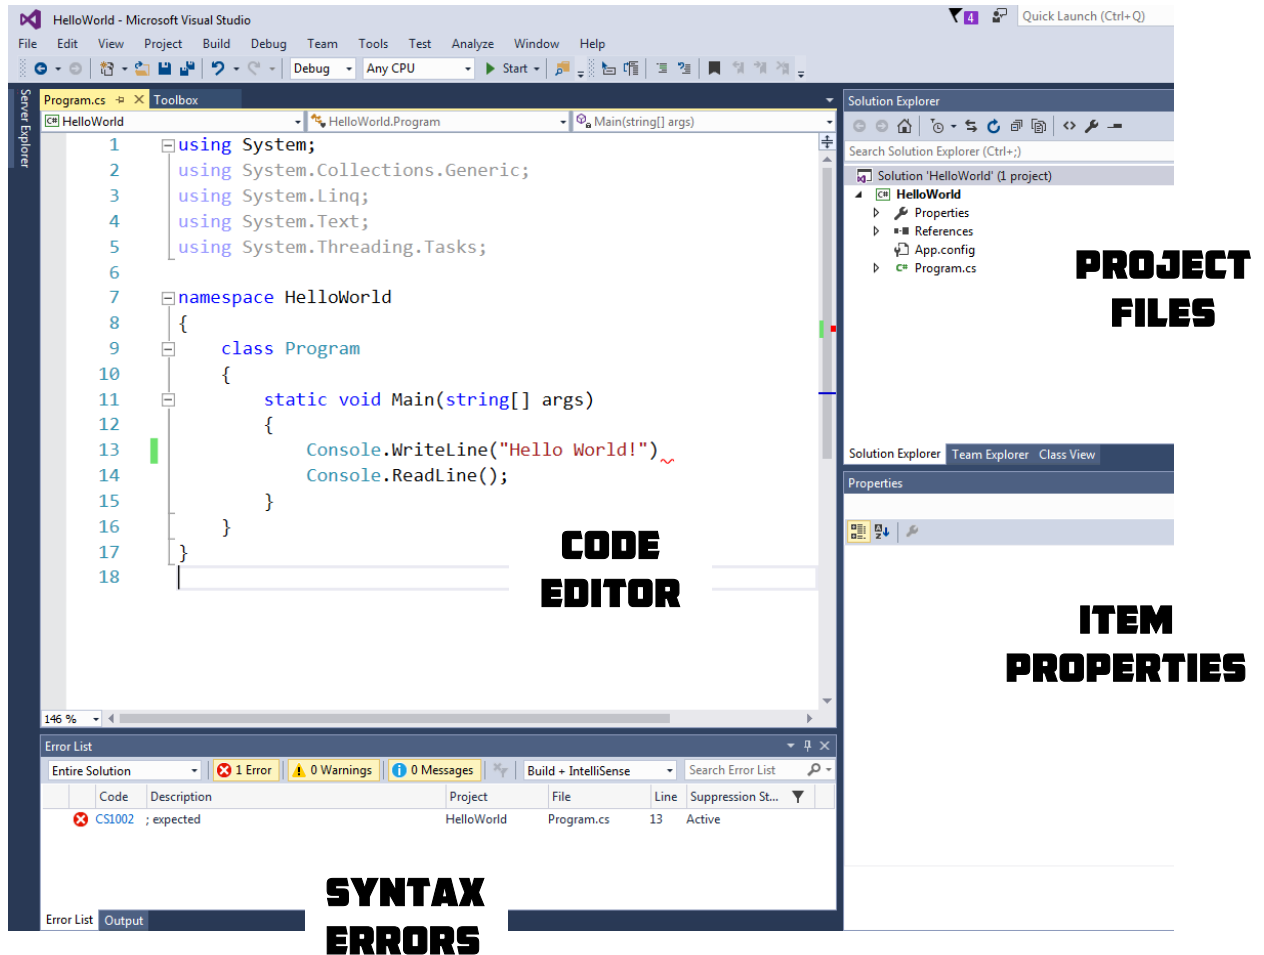 HelloWorld - Microsoft Visual Studio
4
Quick Launch (Ctrl+Q)
File Edit View Project Build Debug Team Tools Test Analyze Window Help
Debug Any CPU Start
Server Explorer
Program.cs Toolbox
C# HelloWorld HelloWorld.Program Main(string[] args)
1 using System;
2 using System.Collections.Generic;
3 using System.Linq;
4 using System.Text;
5 using System.Threading.Tasks;
6
7 namespace HelloWorld
8 {
9 class Program
10 {
11 static void Main(string[] args)
12 {
13 Console.WriteLine("Hello World!")
14 Console.ReadLine();
15 }
16 }
17 }
18
CODE
EDITOR
146 %
Solution Explorer
Search Solution Explorer (Ctrl+;)
Solution 'HelloWorld' (1 project)
C# HelloWorld
Properties
References
App.config
C# Program.cs
PROJECT
FILES
Solution Explorer Team Explorer Class View
Properties
ITEM
PROPERTIES
Error List
Entire Solution 1 Error 0 Warnings 0 Messages Build + IntelliSense Search Error List
Code Description Project File Line Suppression St...
CS1002 ; expected HelloWorld Program.cs 13 Active
SYNTAX
ERRORS
Error List Output